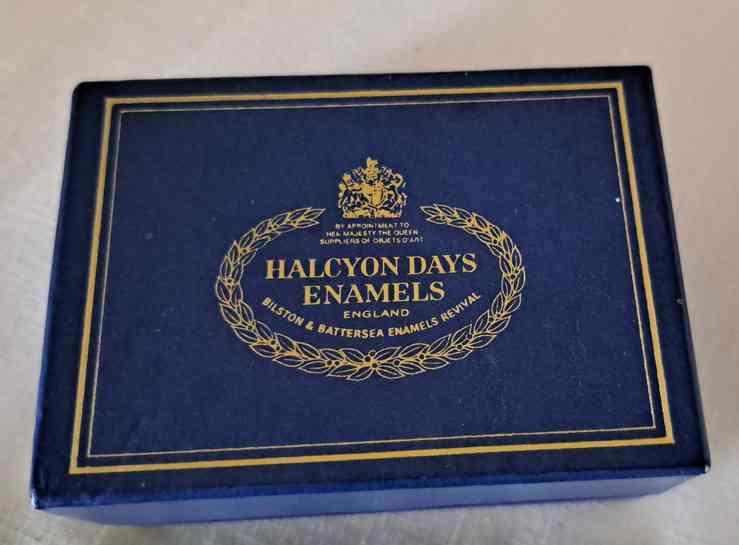 BY APPOINTMENT TO
HER MAJESTY THE QUEEN
SUPPLIERS OF OBJETS D'ART
HALCYON DAYS
ENAMELS
ENGLAND
BILSTON & BATTERSEA ENAMELS REVIVAL